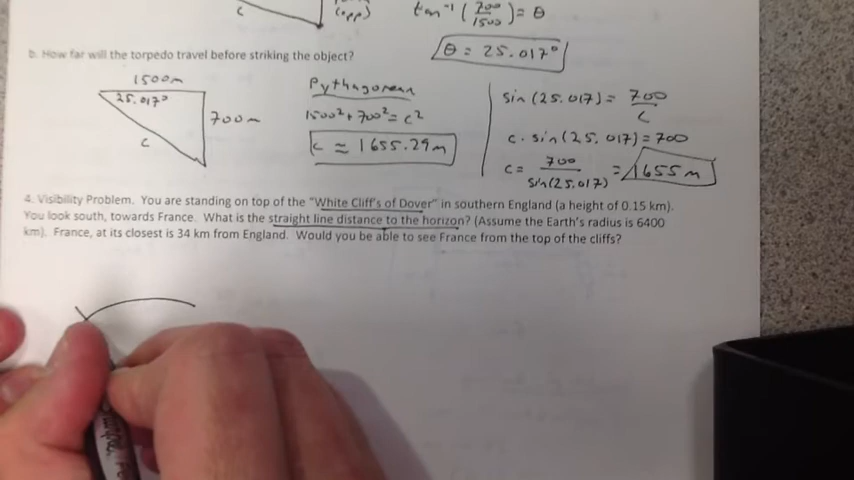 c (opp) tan⁻¹ (700/1500) = θ
b. How far will the torpedo travel before striking the object?
θ = 25.017°
1500m
25.017°
700m
c
Pythagorean
1500² + 700² = c²
c ≈ 1655.29m
sin (25.017) = 700/c
c · sin (25.017) = 700
c = 700/sin(25.017) = 1655 m
4. Visibility Problem. You are standing on top of the "White Cliff's of Dover" in southern England (a height of 0.15 km).
You look south, towards France. What is the straight line distance to the horizon? (Assume the Earth's radius is 6400
km). France, at its closest is 34 km from England. Would you be able to see France from the top of the cliffs?